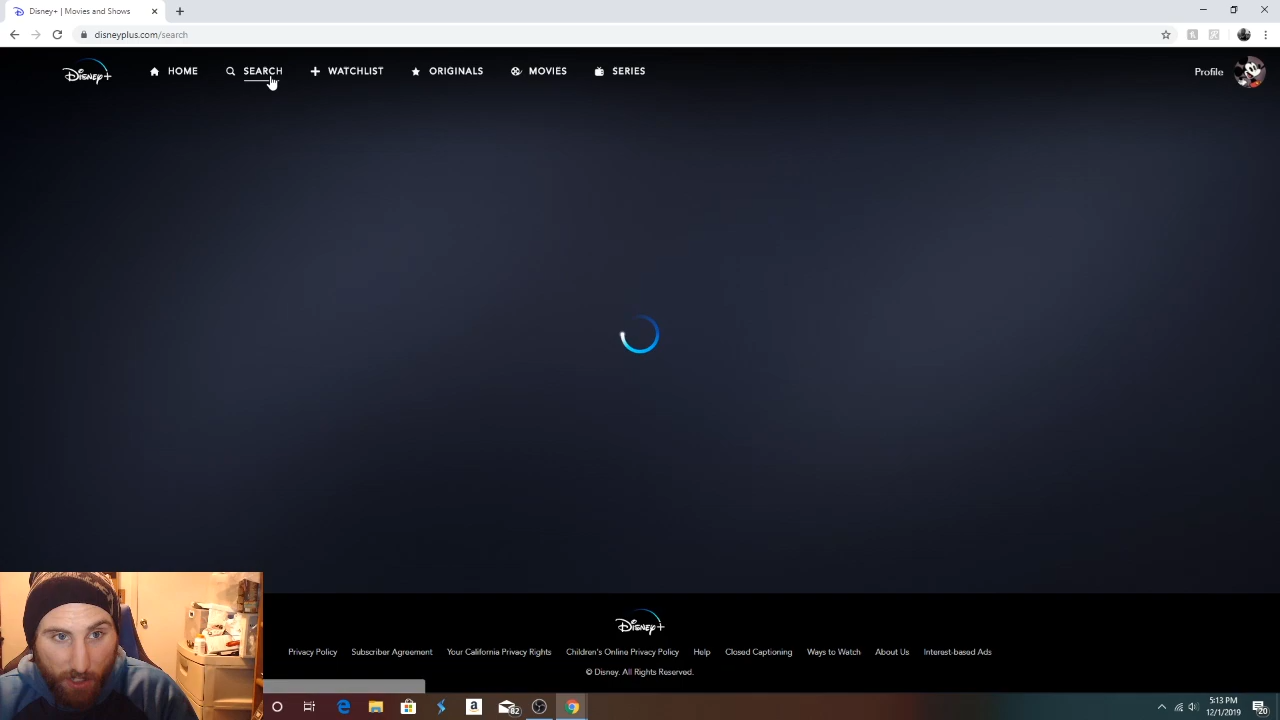 Disney+ | Movies and Shows
disneyplus.com/search
Disney+
HOME
SEARCH
WATCHLIST
ORIGINALS
MOVIES
SERIES
Profile
Disney+
Privacy Policy
Subscriber Agreement
Your California Privacy Rights
Children's Online Privacy Policy
Help
Closed Captioning
Ways to Watch
About Us
Interest-based Ads
© Disney. All Rights Reserved.
a
62
5:13 PM
12/1/2019
20